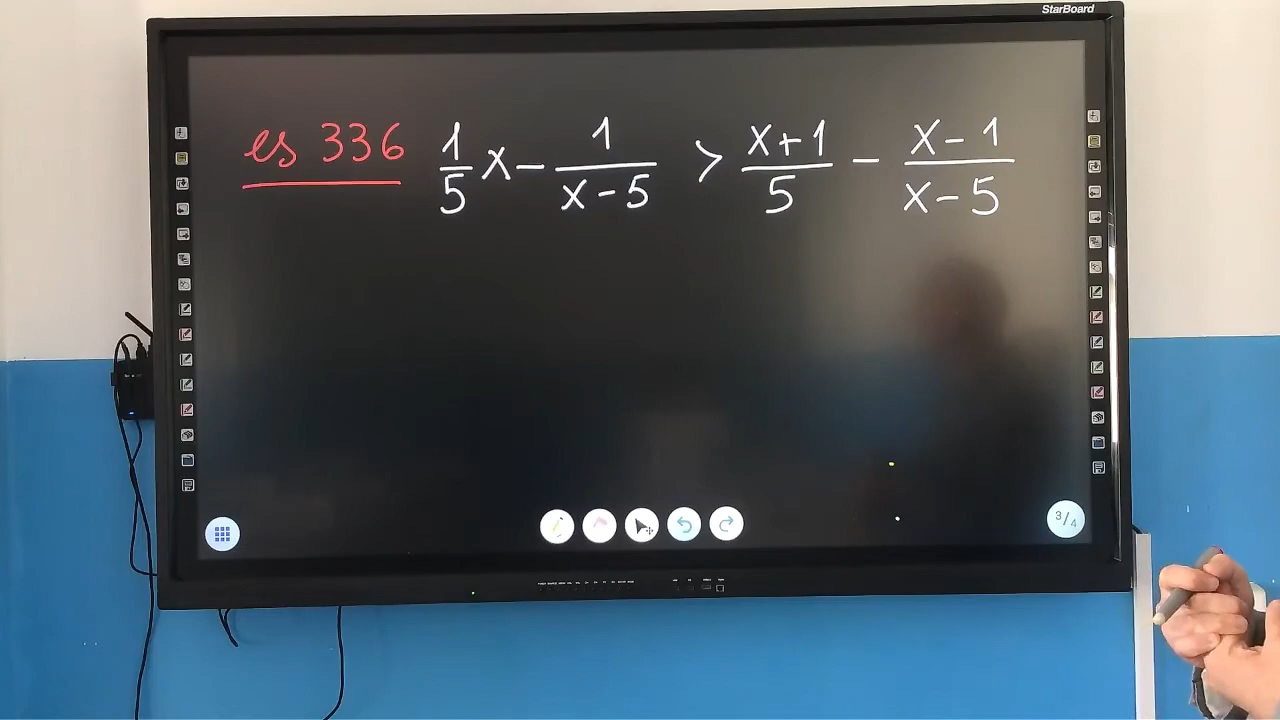 StarBoard
es 336 1/5 x - 1/(x-5) > (x+1)/5 - (x-1)/(x-5)
3/4